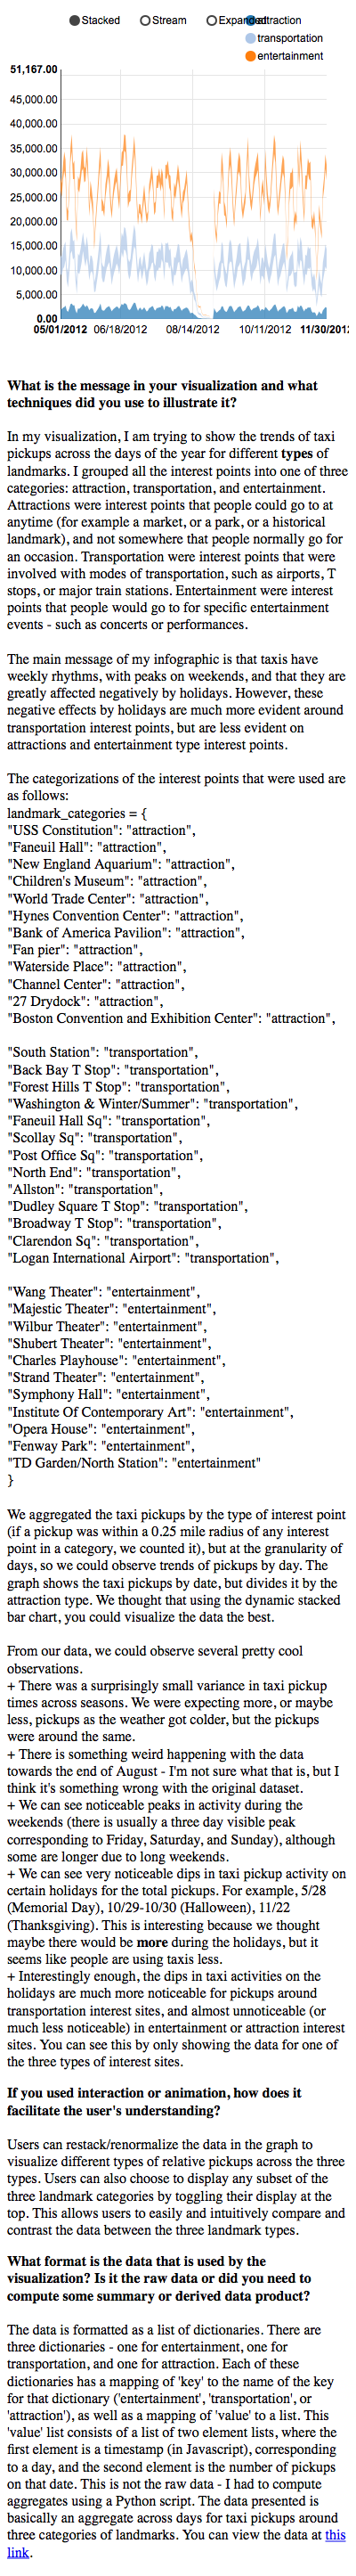 Stacked Stream Expanded attraction
transportation
entertainment
51,167.00
45,000.00
40,000.00
35,000.00
30,000.00
25,000.00
20,000.00
15,000.00
10,000.00
5,000.00
0.00
05/01/2012 06/18/2012 08/14/2012 10/11/2012 11/30/2012
What is the message in your visualization and what
techniques did you use to illustrate it?
In my visualization, I am trying to show the trends of taxi
pickups across the days of the year for different types of
landmarks. I grouped all the interest points into one of three
categories: attraction, transportation, and entertainment.
Attractions were interest points that people could go to at
anytime (for example a market, or a park, or a historical
landmark), and not somewhere that people normally go for
an occasion. Transportation were interest points that were
involved with modes of transportation, such as airports, T
stops, or major train stations. Entertainment were interest
points that people would go to for specific entertainment
events - such as concerts or performances.
The main message of my infographic is that taxis have
weekly rhythms, with peaks on weekends, and that they are
greatly affected negatively by holidays. However, these
negative effects by holidays are much more evident around
transportation interest points, but are less evident on
attractions and entertainment type interest points.
The categorizations of the interest points that were used are
as follows:
landmark_categories = {
"USS Constitution": "attraction",
"Faneuil Hall": "attraction",
"New England Aquarium": "attraction",
"Children's Museum": "attraction",
"World Trade Center": "attraction",
"Hynes Convention Center": "attraction",
"Bank of America Pavilion": "attraction",
"Fan pier": "attraction",
"Waterside Place": "attraction",
"Channel Center": "attraction",
"27 Drydock": "attraction",
"Boston Convention and Exhibition Center": "attraction",
"South Station": "transportation",
"Back Bay T Stop": "transportation",
"Forest Hills T Stop": "transportation",
"Washington & Winter/Summer": "transportation",
"Faneuil Hall Sq": "transportation",
"Scollay Sq": "transportation",
"Post Office Sq": "transportation",
"North End": "transportation",
"Allston": "transportation",
"Dudley Square T Stop": "transportation",
"Broadway T Stop": "transportation",
"Clarendon Sq": "transportation",
"Logan International Airport": "transportation",
"Wang Theater": "entertainment",
"Majestic Theater": "entertainment",
"Wilbur Theater": "entertainment",
"Shubert Theater": "entertainment",
"Charles Playhouse": "entertainment",
"Strand Theater": "entertainment",
"Symphony Hall": "entertainment",
"Institute Of Contemporary Art": "entertainment",
"Opera House": "entertainment",
"Fenway Park": "entertainment",
"TD Garden/North Station": "entertainment"
}
We aggregated the taxi pickups by the type of interest point
(if a pickup was within a 0.25 mile radius of any interest
point in a category, we counted it), but at the granularity of
days, so we could observe trends of pickups by day. The
graph shows the taxi pickups by date, but divides it by the
attraction type. We thought that using the dynamic stacked
bar chart, you could visualize the data the best.
From our data, we could observe several pretty cool
observations.
+ There was a surprisingly small variance in taxi pickup
times across seasons. We were expecting more, or maybe
less, pickups as the weather got colder, but the pickups
were around the same.
+ There is something weird happening with the data
towards the end of August - I'm not sure what that is, but I
think it's something wrong with the original dataset.
+ We can see noticeable peaks in activity during the
weekends (there is usually a three day visible peak
corresponding to Friday, Saturday, and Sunday), although
some are longer due to long weekends.
+ We can see very noticeable dips in taxi pickup activity on
certain holidays for the total pickups. For example, 5/28
(Memorial Day), 10/29-10/30 (Halloween), 11/22
(Thanksgiving). This is interesting because we thought
maybe there would be more during the holidays, but it
seems like people are using taxis less.
+ Interestingly enough, the dips in taxi activities on the
holidays are much more noticeable for pickups around
transportation interest sites, and almost unnoticeable (or
much less noticeable) in entertainment or attraction interest
sites. You can see this by only showing the data for one of
the three types of interest sites.
If you used interaction or animation, how does it
facilitate the user's understanding?
Users can restack/renormalize the data in the graph to
visualize different types of relative pickups across the three
types. Users can also choose to display any subset of the
three landmark categories by toggling their display at the
top. This allows users to easily and intuitively compare and
contrast the data between the three landmark types.
What format is the data that is used by the
visualization? Is it the raw data or did you need to
compute some summary or derived data product?
The data is formatted as a list of dictionaries. There are
three dictionaries - one for entertainment, one for
transportation, and one for attraction. Each of these
dictionaries has a mapping of 'key' to the name of the key
for that dictionary ('entertainment', 'transportation', or
'attraction'), as well as a mapping of 'value' to a list. This
'value' list consists of a list of two element lists, where the
first element is a timestamp (in Javascript), corresponding
to a day, and the second element is the number of pickups
on that date. This is not the raw data - I had to compute
aggregates using a Python script. The data presented is
basically an aggregate across days for taxi pickups around
three categories of landmarks. You can view the data at this
link.